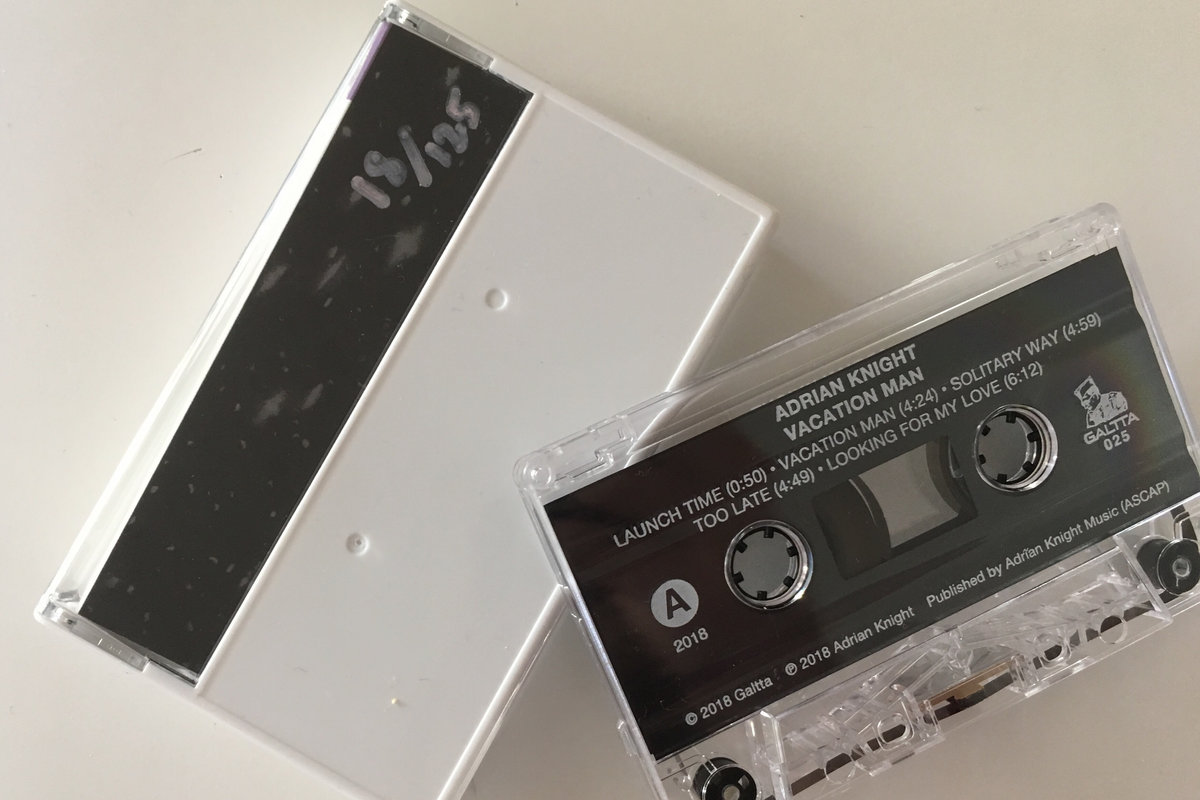 18/125
ADRIAN KNIGHT
VACATION MAN
LAUNCH TIME (0:50) • VACATION MAN (4:24) • SOLITARY WAY (4:59)
TOO LATE (4:49) • LOOKING FOR MY LOVE (6:12)
GALTTA
025
A
2018
© 2018 Galtta ℗ 2018 Adrian Knight Published by Adrian Knight Music (ASCAP)